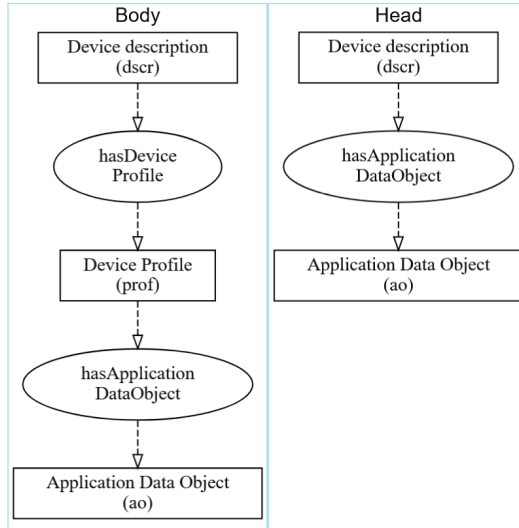 Body
Device description
(dscr)
hasDevice
Profile
Device Profile
(prof)
hasApplication
DataObject
Application Data Object
(ao)
Head
Device description
(dscr)
hasApplication
DataObject
Application Data Object
(ao)